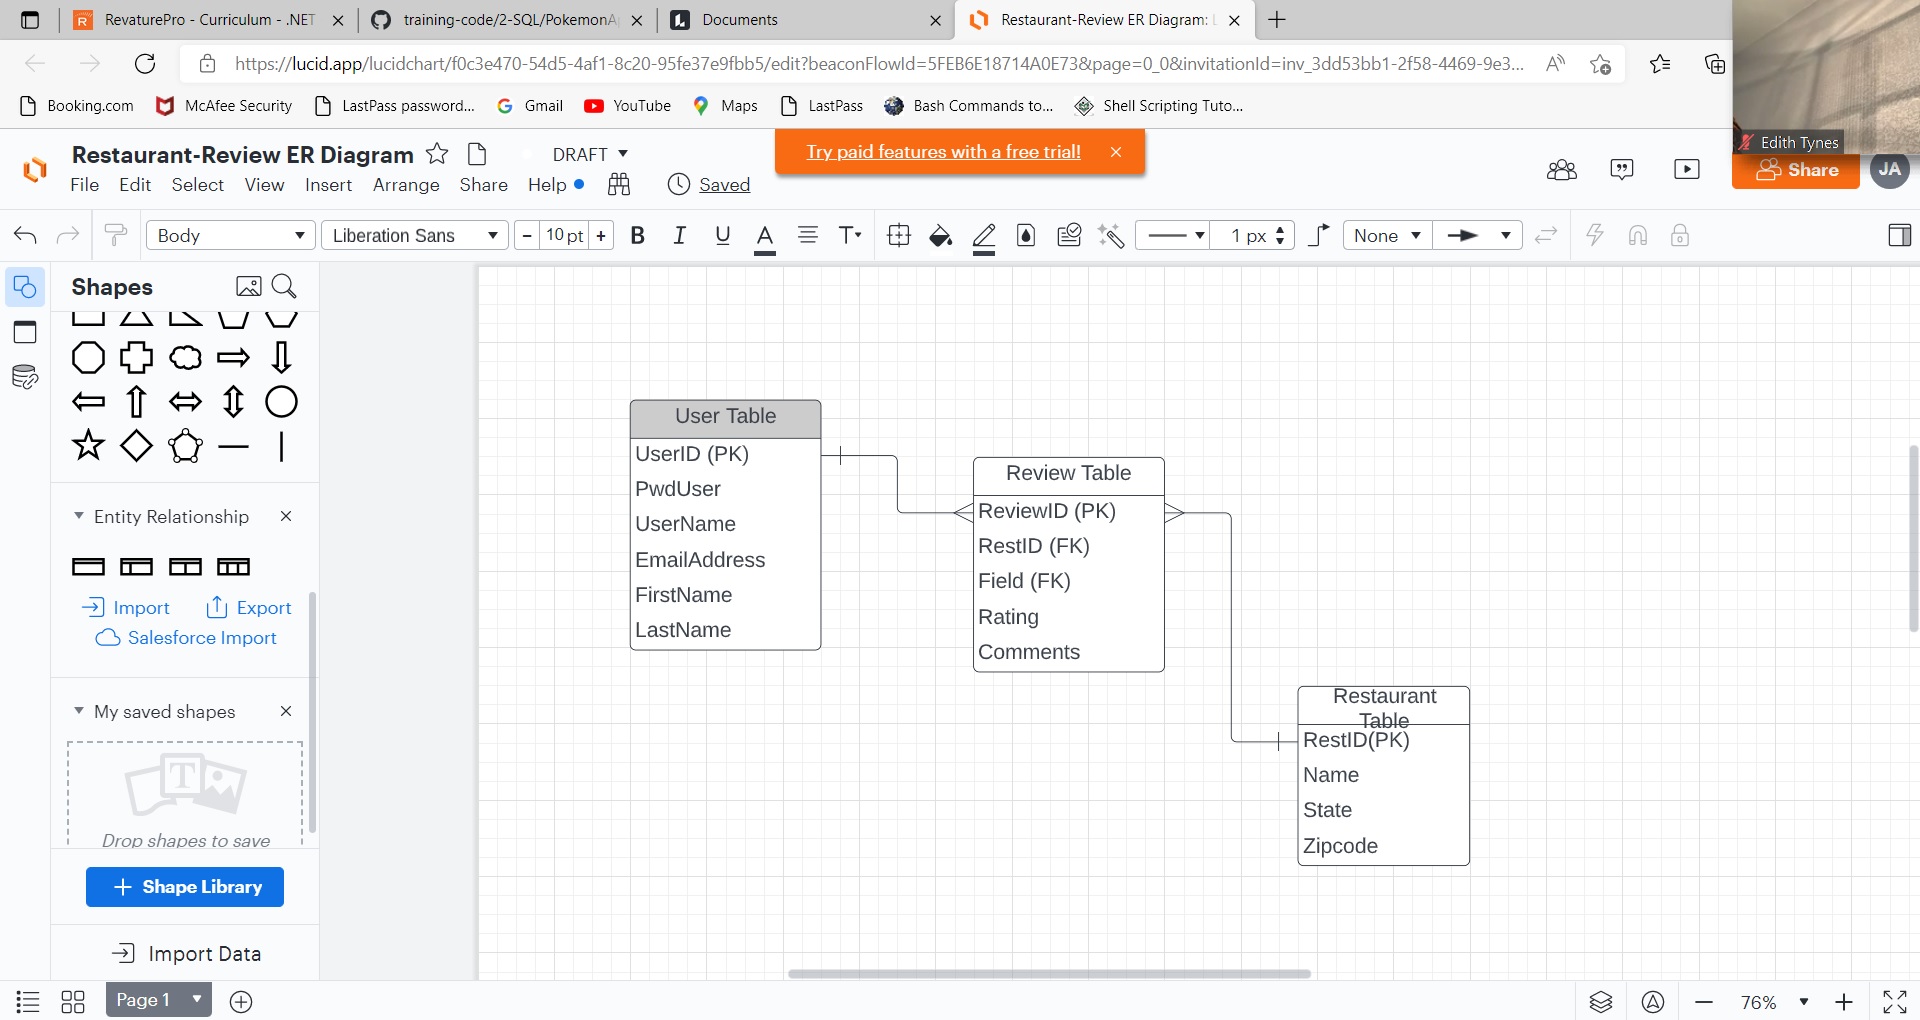 RevaturePro - Curriculum - .NET
training-code/2-SQL/PokemonA
Documents
Restaurant-Review ER Diagram: L
https://lucid.app/lucidchart/f0c3e470-54d5-4af1-8c20-95fe37e9fbb5/edit?beaconFlowId=5FEB6E18714A0E73&page=0_0&invitationId=inv_3dd53bb1-2f58-4469-9e3...
Booking.com
McAfee Security
LastPass password...
Gmail
YouTube
Maps
LastPass
Bash Commands to...
Shell Scripting Tuto...
Edith Tynes
Restaurant-Review ER Diagram
DRAFT
Try paid features with a free trial!
File Edit Select View Insert Arrange Share Help
Saved
Share
JA
Body
Liberation Sans
- 10 pt +
B I U A T
1 px
None
Shapes
Entity Relationship
Import
Export
Salesforce Import
My saved shapes
T
Drop shapes to save
+ Shape Library
Import Data
User Table
UserID (PK)
PwdUser
UserName
EmailAddress
FirstName
LastName
Review Table
ReviewID (PK)
RestID (FK)
Field (FK)
Rating
Comments
Restaurant
Table
RestID(PK)
Name
State
Zipcode
Page 1
76%